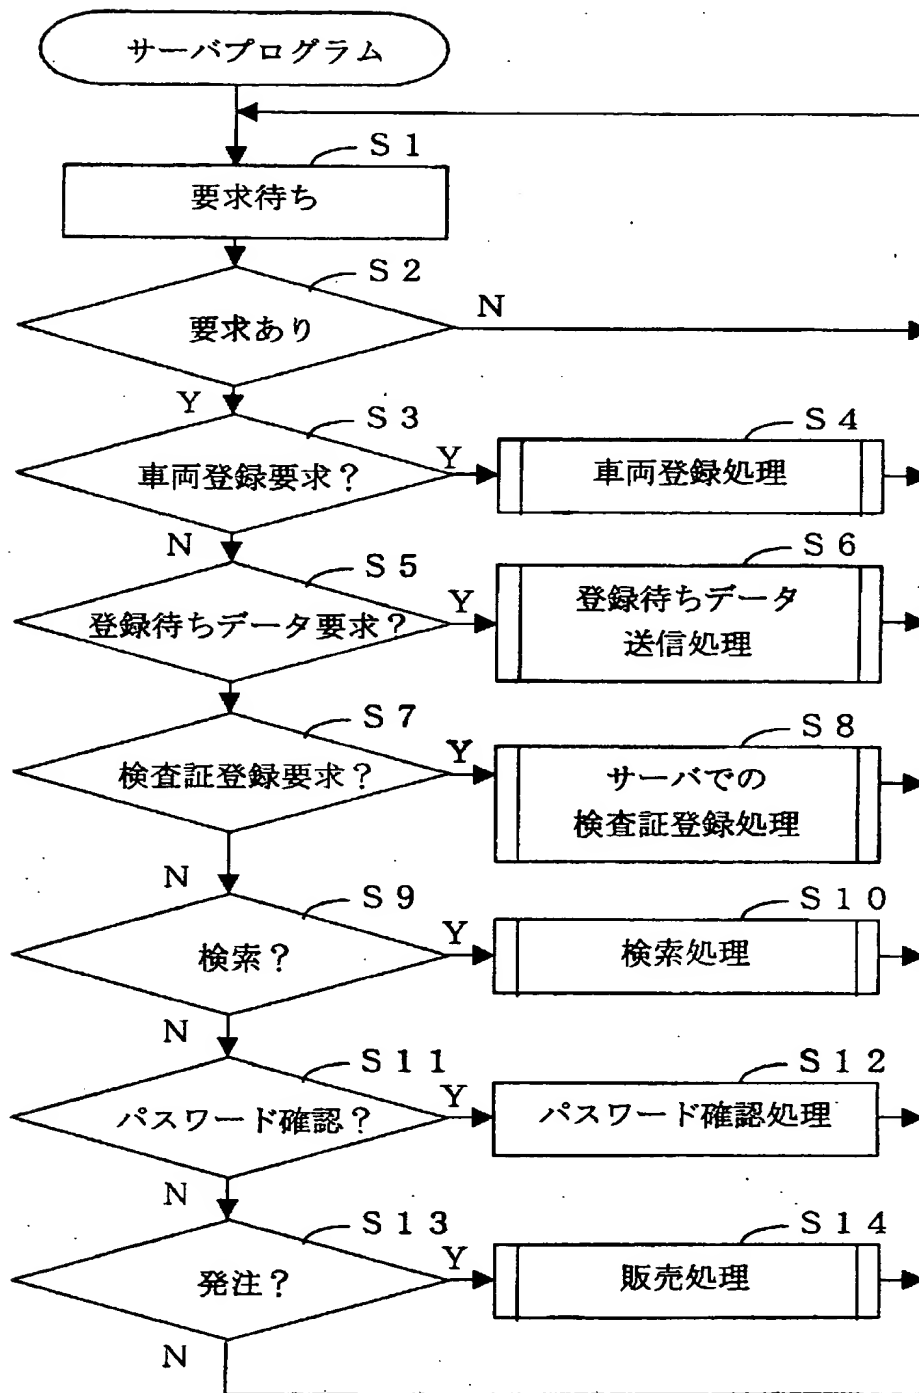 サーバプログラム
S1
要求待ち
S2
要求あり
N
Y
S3
車両登録要求？
Y
S4
車両登録処理
N
S5
登録待ちデータ要求？
Y
S6
登録待ちデータ
送信処理
S7
検査証登録要求？
Y
S8
サーバでの
検査証登録処理
N
S9
検索？
Y
S10
検索処理
N
S11
パスワード確認？
Y
S12
パスワード確認処理
N
S13
発注？
Y
S14
販売処理
N